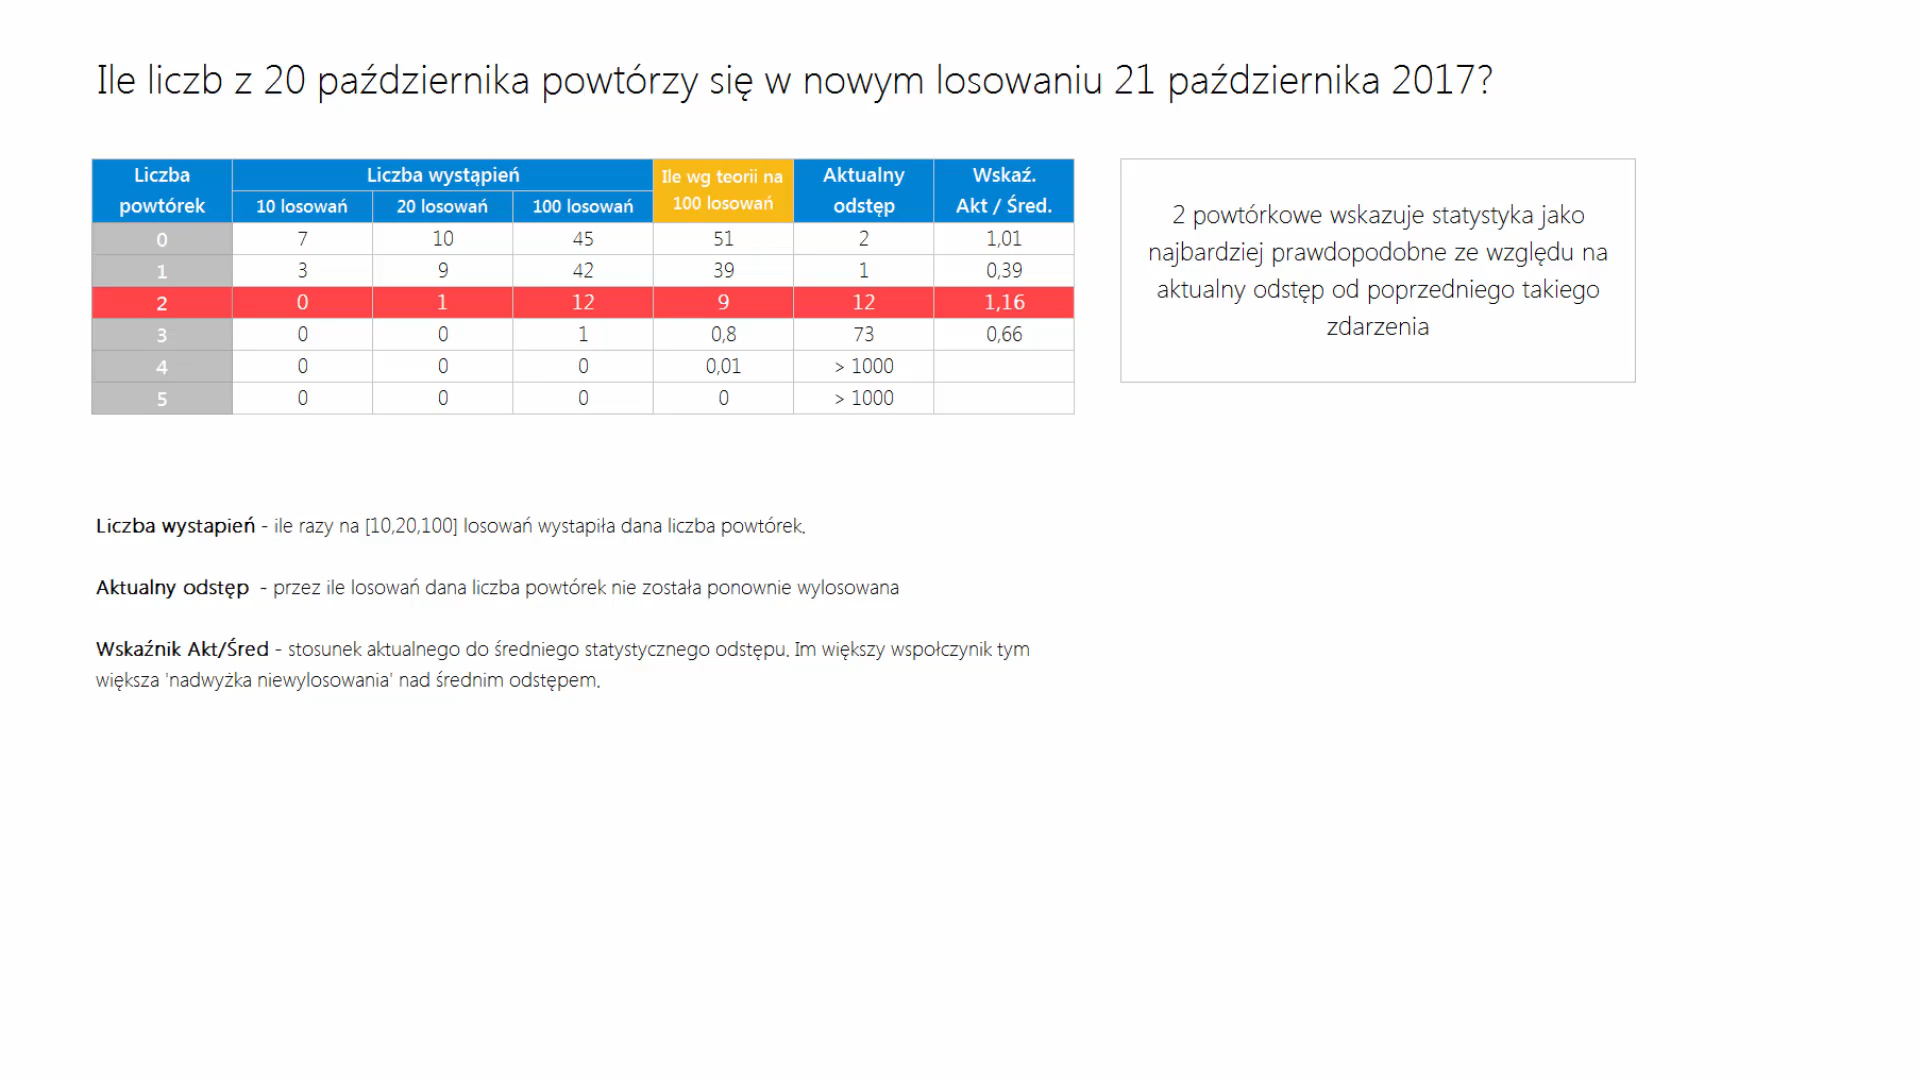 Ile liczb z 20 października powtórzy się w nowym losowaniu 21 października 2017?
Liczba powtórek Liczba wystąpień Ile wg teorii na 100 losowań Aktualny odstęp Wskaź. Akt / Śred.
10 losowań 20 losowań 100 losowań
0 7 10 45 51 2 1,01
1 3 9 42 39 1 0,39
2 0 1 12 9 12 1,16
3 0 0 1 0,8 73 0,66
4 0 0 0 0,01 > 1000
5 0 0 0 0 > 1000
2 powtórkowe wskazuje statystyka jako
najbardziej prawdopodobne ze względu na
aktualny odstęp od poprzedniego takiego
zdarzenia
Liczba wystapień - ile razy na [10,20,100] losowań wystapiła dana liczba powtórek.
Aktualny odstęp - przez ile losowań dana liczba powtórek nie została ponownie wylosowana
Wskaźnik Akt/Śred - stosunek aktualnego do średniego statystycznego odstępu. Im większy wspołczynik tym
większa 'nadwyżka niewylosowania' nad średnim odstępem.